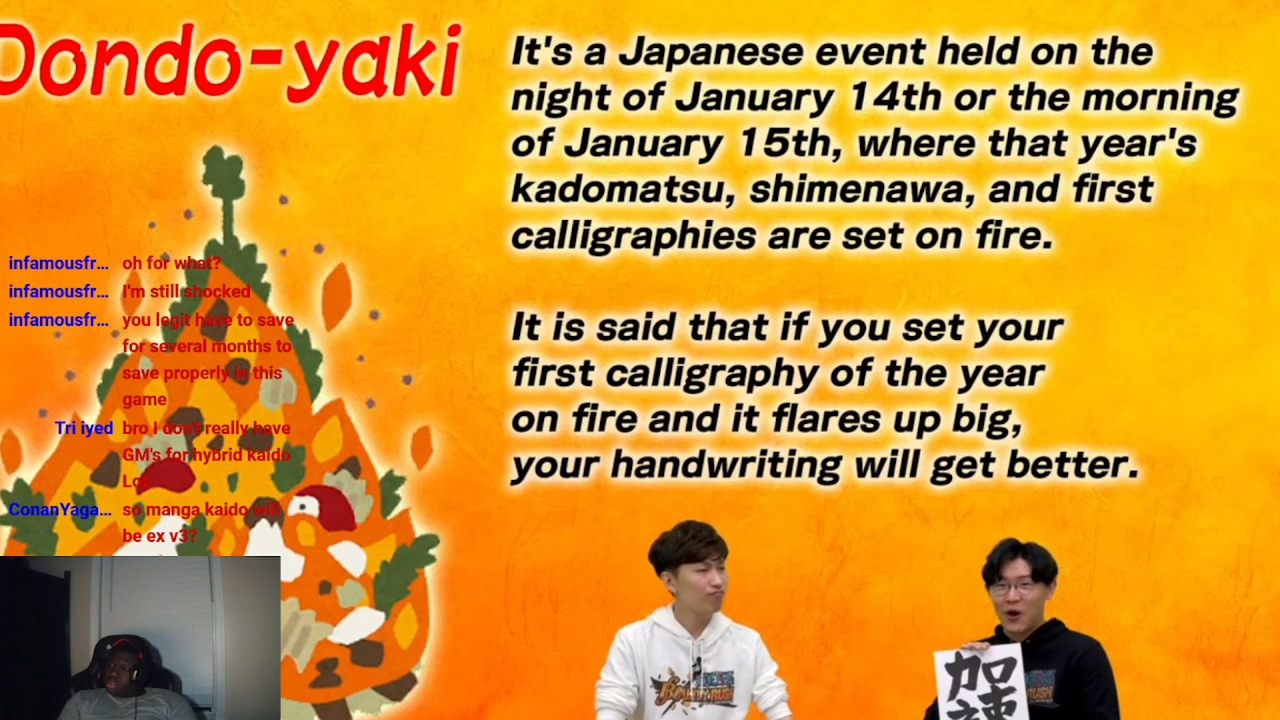 Dondo-yaki
It's a Japanese event held on the
night of January 14th or the morning
of January 15th, where that year's
kadomatsu, shimenawa, and first
calligraphies are set on fire.
It is said that if you set your
first calligraphy of the year
on fire and it flares up big,
your handwriting will get better.
infamousfr... oh for what?
infamousfr... I'm still shocked
infamousfr... you legit have to save
for several months to
save properly in this
game
Tri iyed bro I don't really have
GM's for hybrid kaido
Lol
ConanYaga... so manga kaido will
be ex v3?
BOUNTY RUSH
加
RUSH